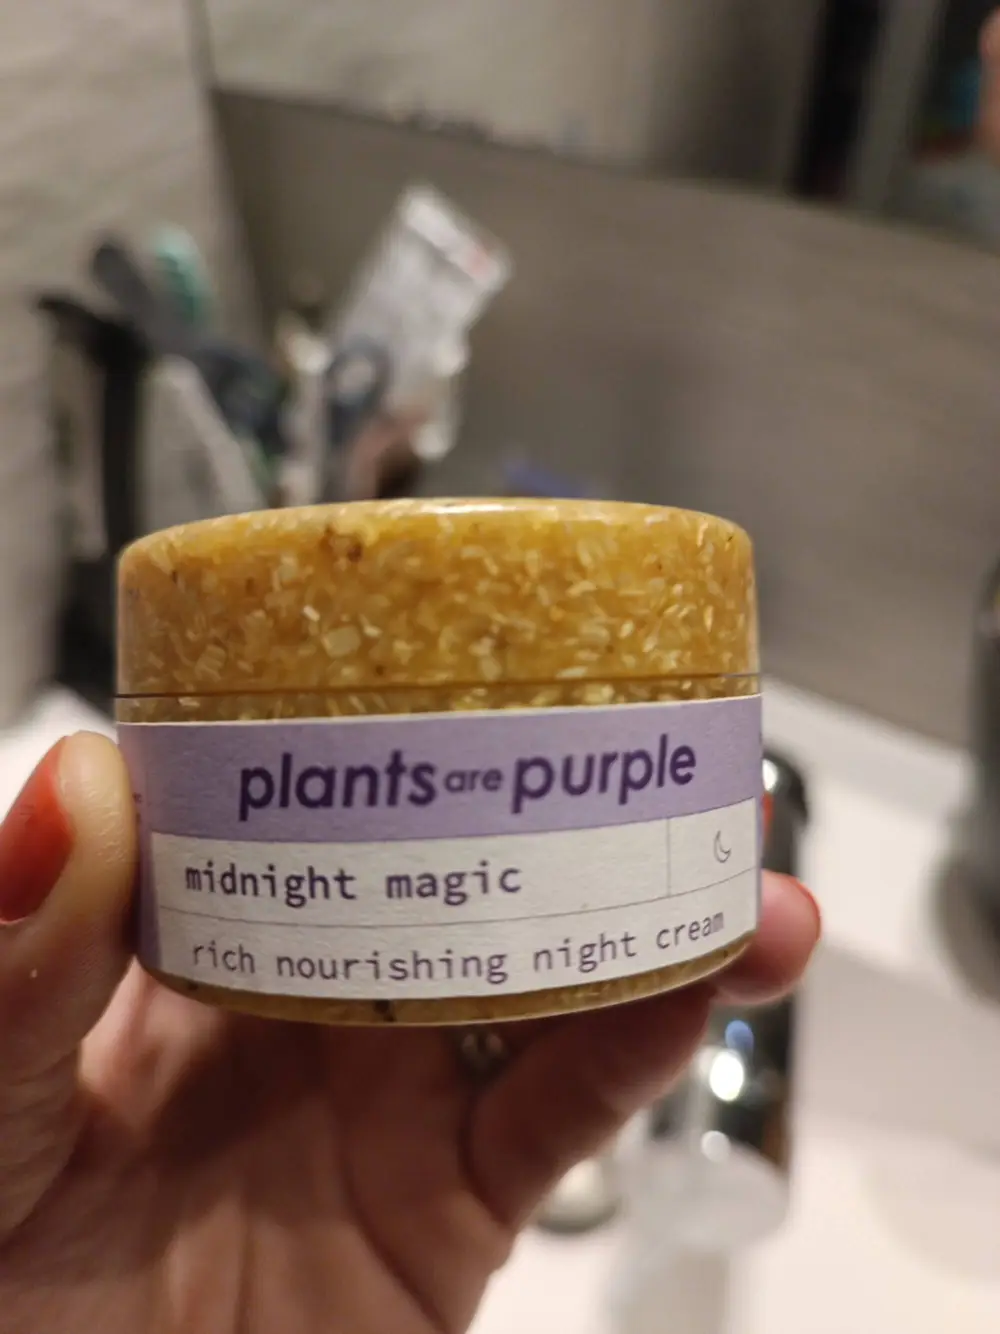 plants are purple
midnight magic
rich nourishing night cream